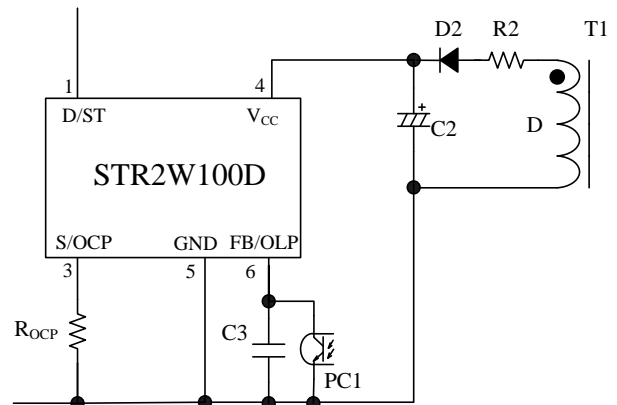 D2 R2 T1
1 4
D/ST VCC
C2 D
+
STR2W100D
S/OCP GND FB/OLP
3 5 6
ROCP
C3
PC1